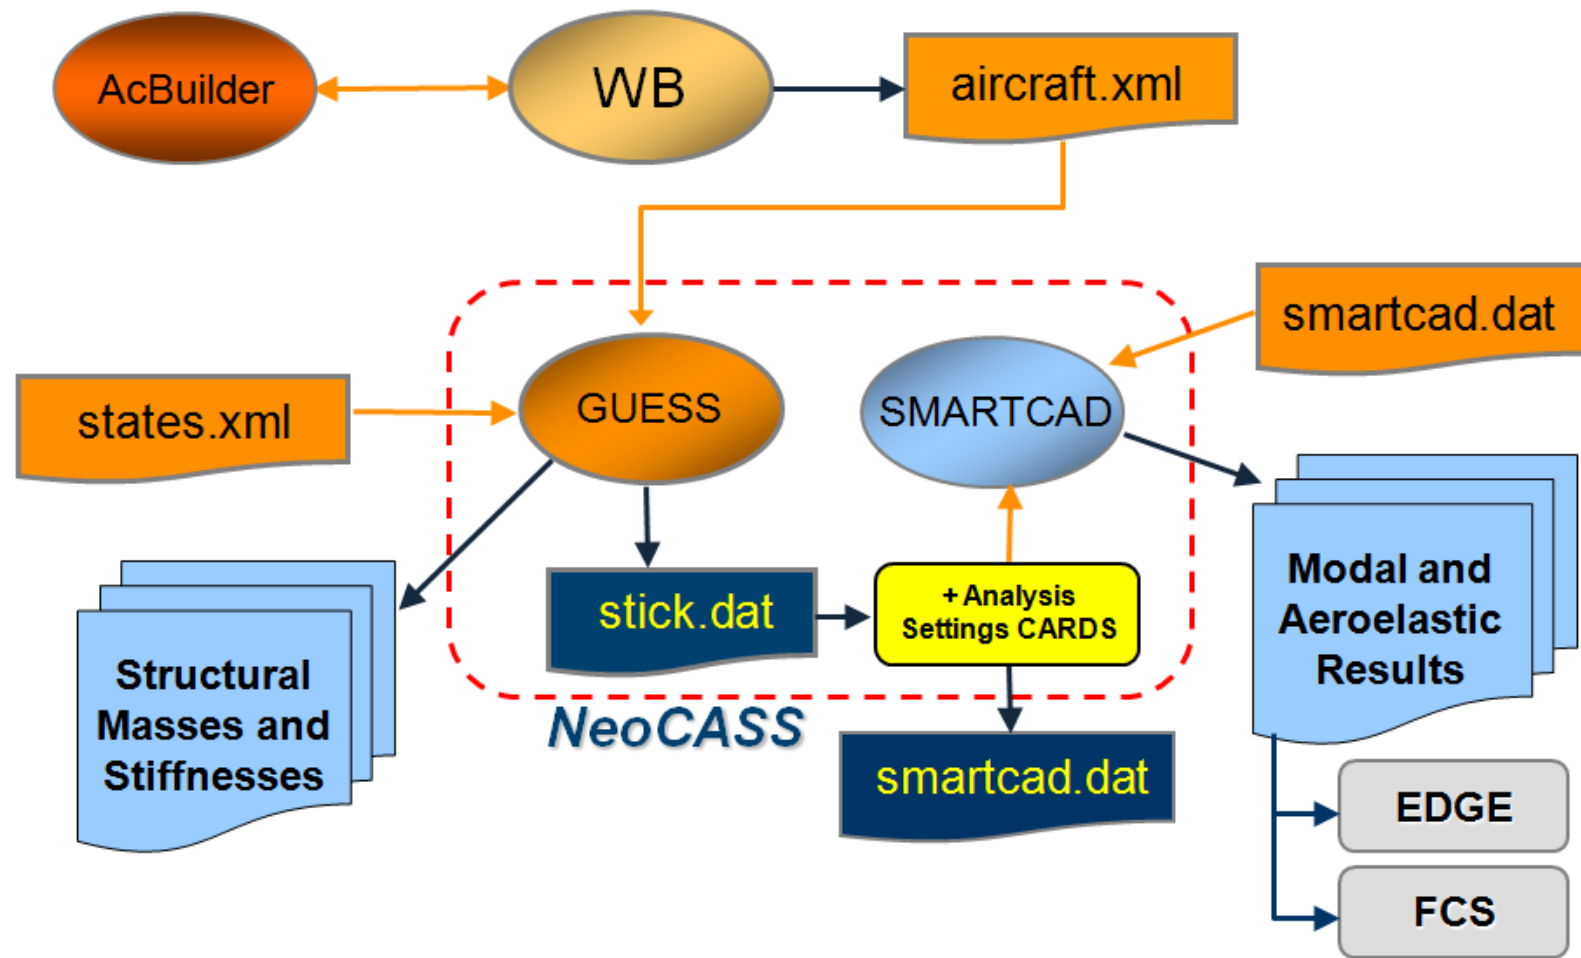 AcBuilder
WB
aircraft.xml
smartcad.dat
states.xml
GUESS
SMARTCAD
stick.dat
+ Analysis
Settings CARDS
Modal and
Aeroelastic
Results
Structural
Masses and
Stiffnesses
NeoCASS
smartcad.dat
EDGE
FCS